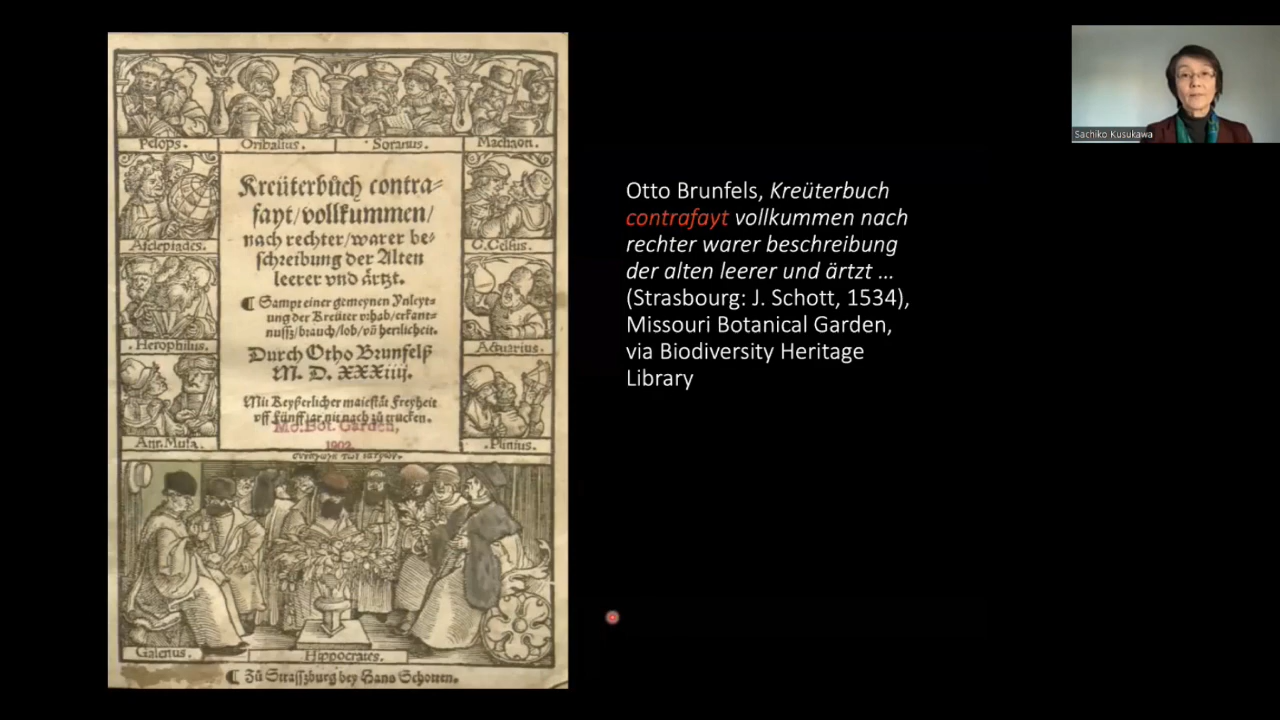 Pelops. Oribasius. Soranus. Machaon.
Kreüterbůch contra⸗
fayt/vollkummen/
nach rechter/warer be⸗
schreibung der Alten
leerer vnd ärtzt.
Asclepiades.
C.Celsus.
¶ Sampt einer gemeynen Ynleyt⸗
ung der Kreüter vrhab/erkant⸗
nuß/brauch/lob/vñ herrlicheit.
Herophilus.
Actuarius.
Durch Otho Brunfelß
M. D. XXXiiij.
Mit Keyserlicher maiestät Freyheit
vff fünff jar nit nach zů trucken.
Mo. Bot. Garden,
1902.
Ant. Musa.
Plinius.
Galenus. Hippocrates.
¶ Zů Straßburg bey Hans Schotten.
Otto Brunfels, Kreüterbuch
contrafayt vollkummen nach
rechter warer beschreibung
der alten leerer und ärtzt ...
(Strasbourg: J. Schott, 1534),
Missouri Botanical Garden,
via Biodiversity Heritage
Library
Sachiko Kusukawa